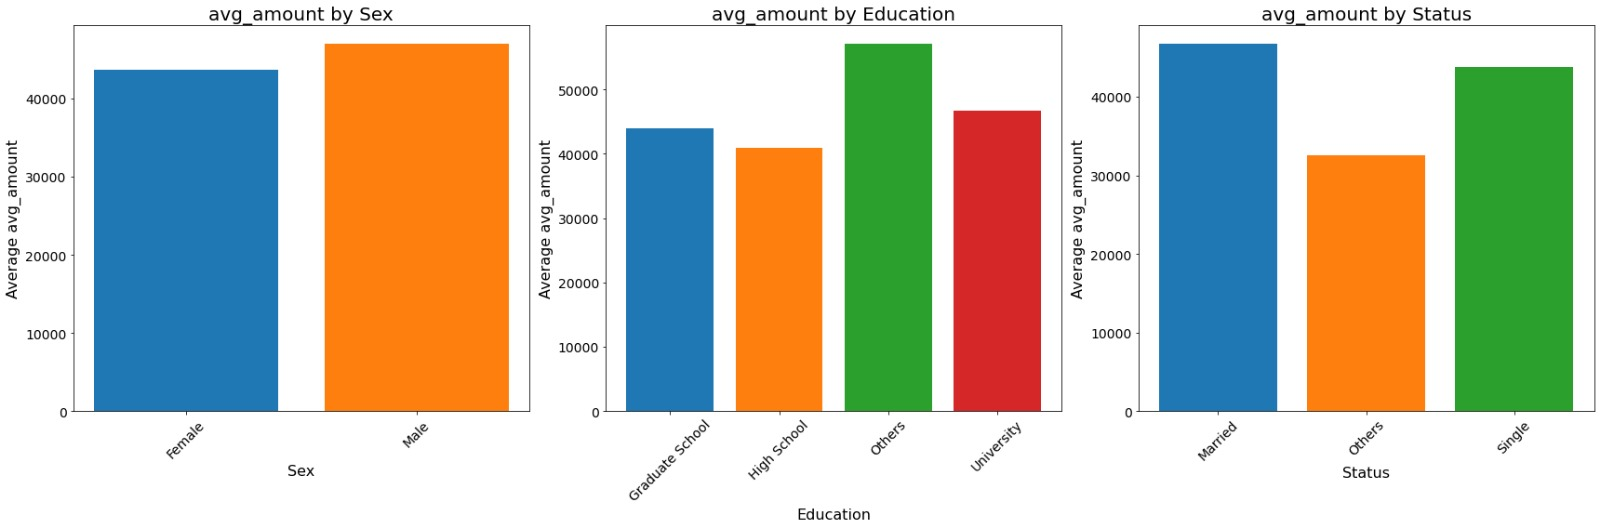 avg_amount by Sex
Average avg_amount
40000
30000
20000
10000
0
Female
Male
Sex
avg_amount by Education
Average avg_amount
50000
40000
30000
20000
10000
0
Graduate School
High School
Others
University
Education
avg_amount by Status
Average avg_amount
40000
30000
20000
10000
0
Married
Others
Single
Status